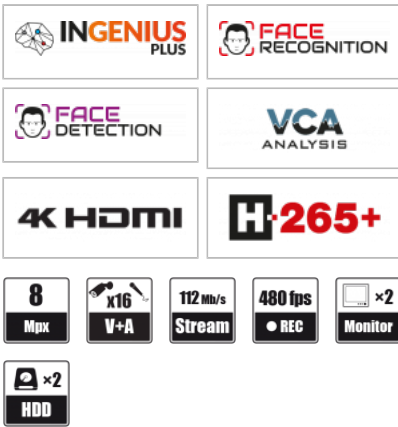 INGENIUS
PLUS
FACE
RECOGNITION
FACE
DETECTION
VCA
ANALYSIS
4K HDMI
H·265+
8
Mpx
x16
V+A
112 Mb/s
Stream
480 fps
REC
×2
Monitor
×2
HDD